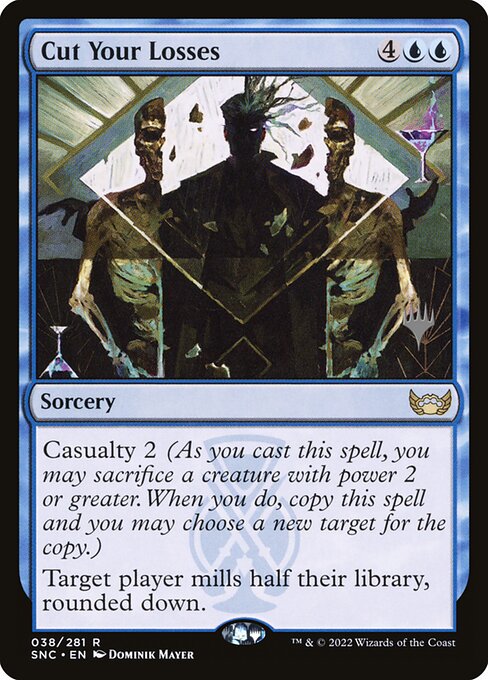 Cut Your Losses 4
Sorcery
Casualty 2 (As you cast this spell, you
may sacrifice a creature with power 2
or greater. When you do, copy this spell
and you may choose a new target for the
copy.)
Target player mills half their library,
rounded down.
038/281 R
SNC • EN Dominik Mayer
™ & © 2022 Wizards of the Coast